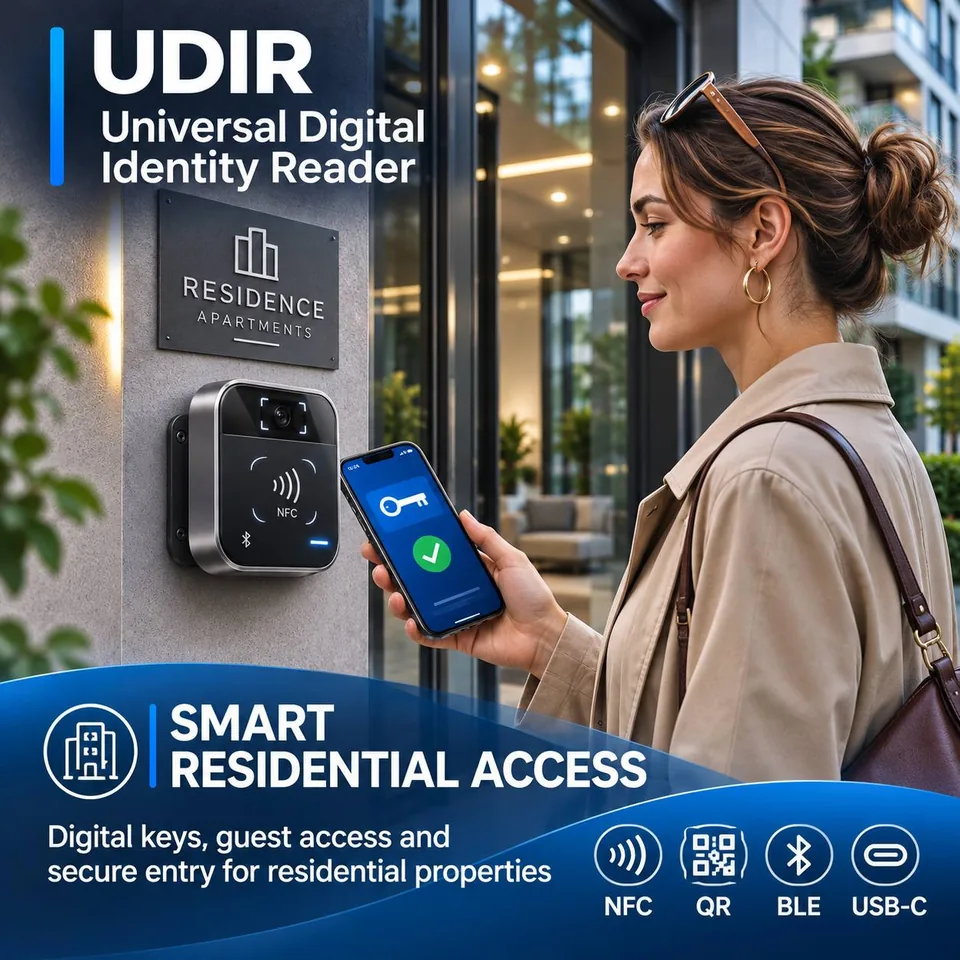 UDIR
Universal Digital
Identity Reader
RESIDENCE
APARTMENTS
NFC
SMART
RESIDENTIAL ACCESS
Digital keys, guest access and
secure entry for residential properties
NFC QR BLE USB-C